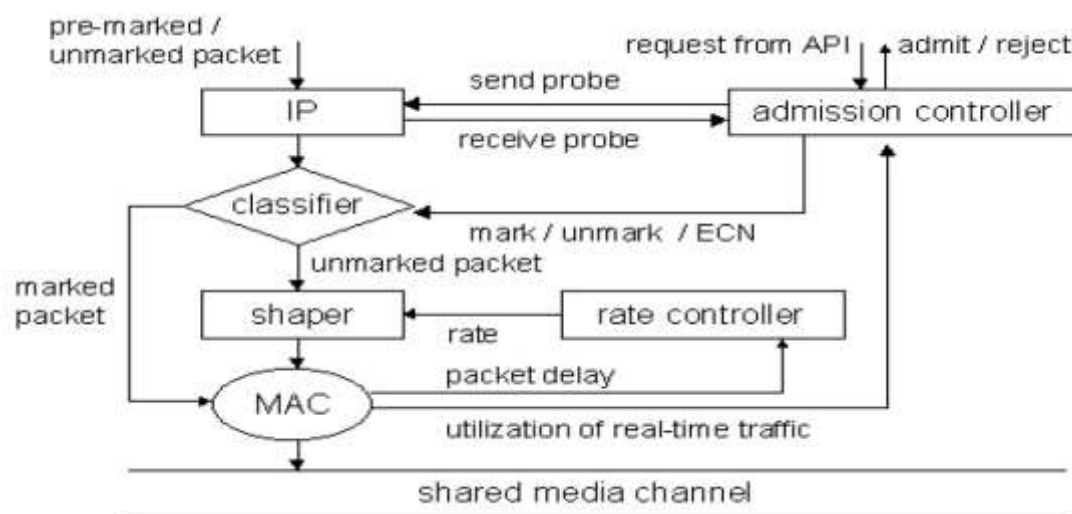 pre-marked /
unmarked packet
request from API
admit / reject
send probe
IP
admission controller
receive probe
classifier
mark / unmark / ECN
unmarked packet
marked
packet
shaper
rate controller
rate
packet delay
MAC
utilization of real-time traffic
shared media channel